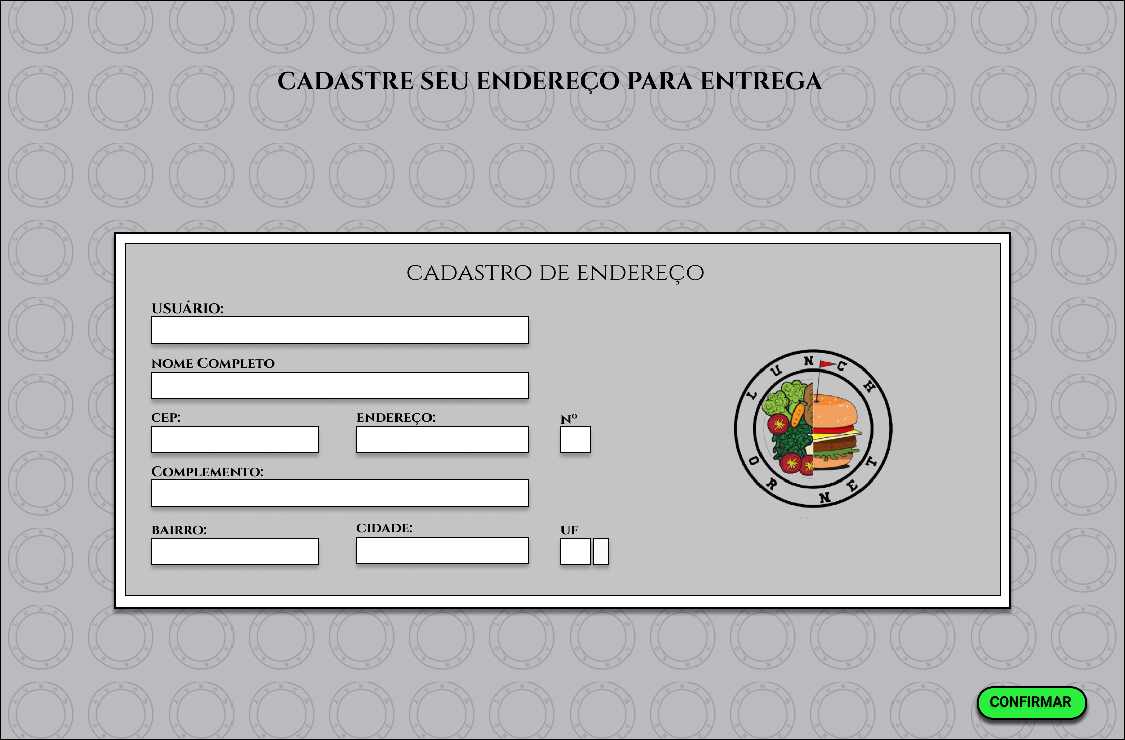 CADASTRE SEU ENDEREÇO PARA ENTREGA
CADASTRO DE ENDEREÇO
USUÁRIO:
NOME COMPLETO
CEP: ENDEREÇO: Nº
COMPLEMENTO:
BAIRRO: CIDADE: UF
LUNCH
OR NET
CONFIRMAR